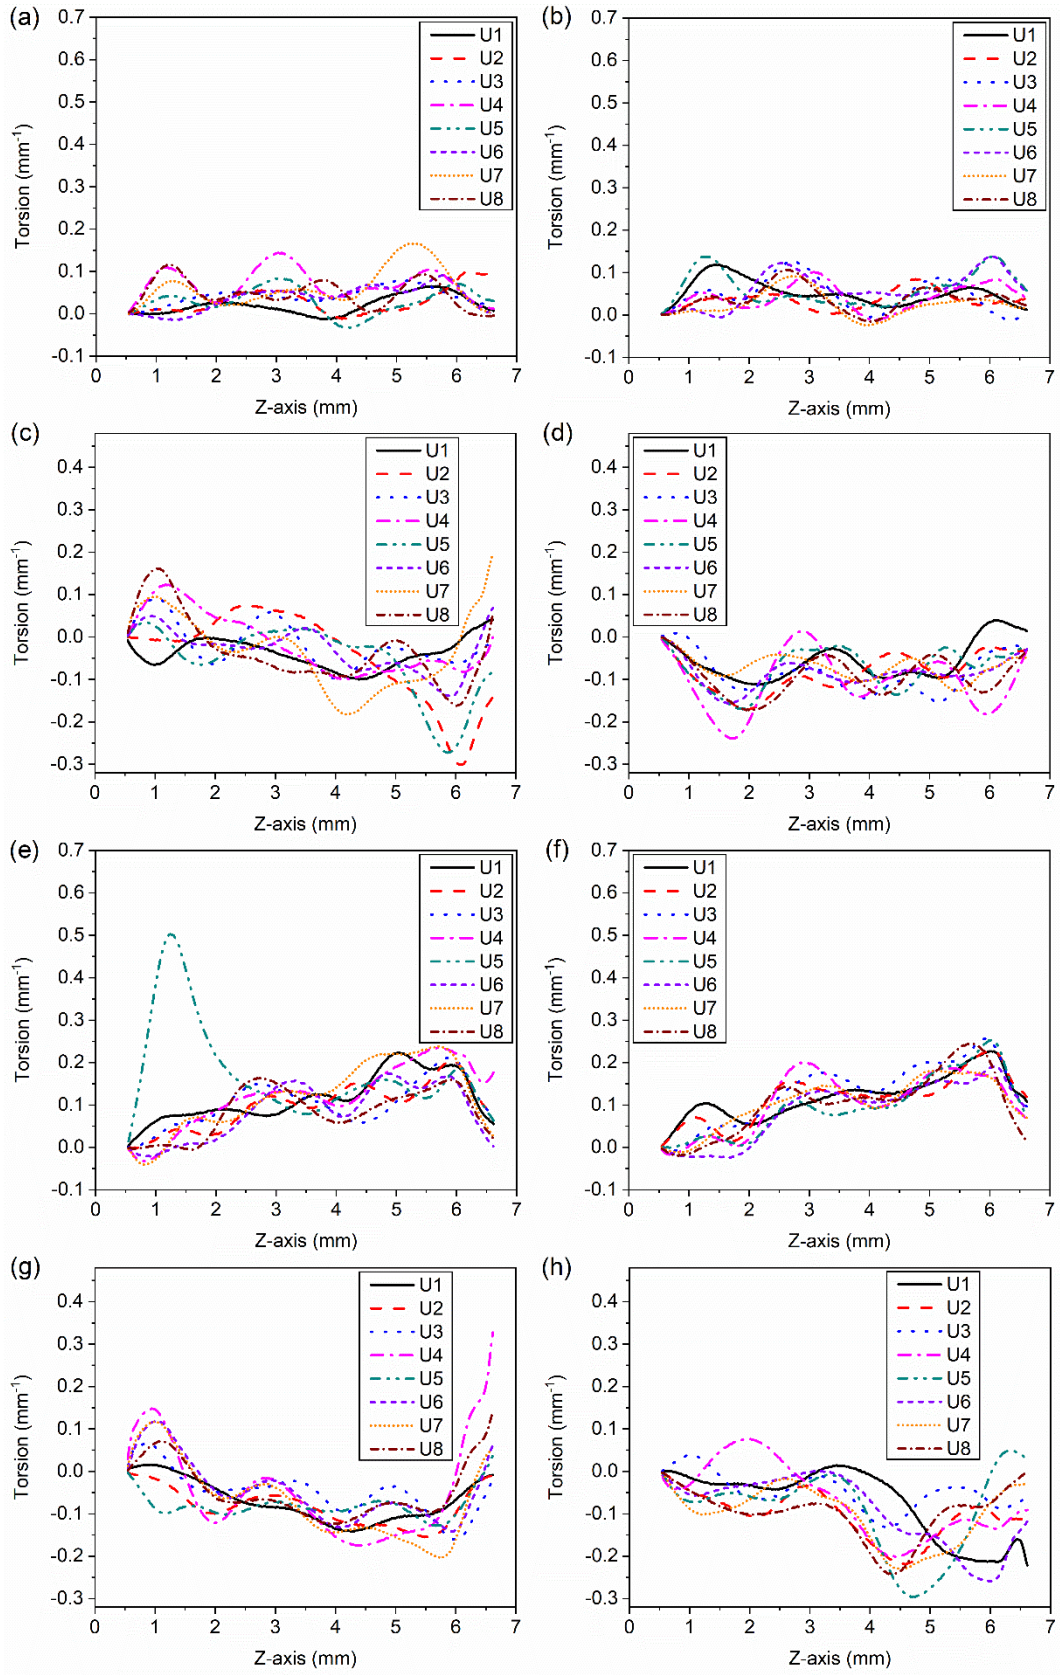 (a)
0.7
0.6
0.5
0.4
0.3
0.2
0.1
0.0
-0.1
Torsion (mm-1)
U1
U2
U3
U4
U5
U6
U7
U8
0 1 2 3 4 5 6 7
Z-axis (mm)
(b)
0.7
0.6
0.5
0.4
0.3
0.2
0.1
0.0
-0.1
Torsion (mm-1)
U1
U2
U3
U4
U5
U6
U7
U8
0 1 2 3 4 5 6 7
Z-axis (mm)
(c)
0.4
0.3
0.2
0.1
0.0
-0.1
-0.2
-0.3
Torsion (mm-1)
U1
U2
U3
U4
U5
U6
U7
U8
0 1 2 3 4 5 6 7
Z-axis (mm)
(d)
0.4
0.3
0.2
0.1
0.0
-0.1
-0.2
-0.3
Torsion (mm-1)
U1
U2
U3
U4
U5
U6
U7
U8
0 1 2 3 4 5 6 7
Z-axis (mm)
(e)
0.7
0.6
0.5
0.4
0.3
0.2
0.1
0.0
-0.1
Torsion (mm-1)
U1
U2
U3
U4
U5
U6
U7
U8
0 1 2 3 4 5 6 7
Z-axis (mm)
(f)
0.7
0.6
0.5
0.4
0.3
0.2
0.1
0.0
-0.1
Torsion (mm-1)
U1
U2
U3
U4
U5
U6
U7
U8
0 1 2 3 4 5 6 7
Z-axis (mm)
(g)
0.4
0.3
0.2
0.1
0.0
-0.1
-0.2
-0.3
Torsion (mm-1)
U1
U2
U3
U4
U5
U6
U7
U8
0 1 2 3 4 5 6 7
Z-axis (mm)
(h)
0.4
0.3
0.2
0.1
0.0
-0.1
-0.2
-0.3
Torsion (mm-1)
U1
U2
U3
U4
U5
U6
U7
U8
0 1 2 3 4 5 6 7
Z-axis (mm)